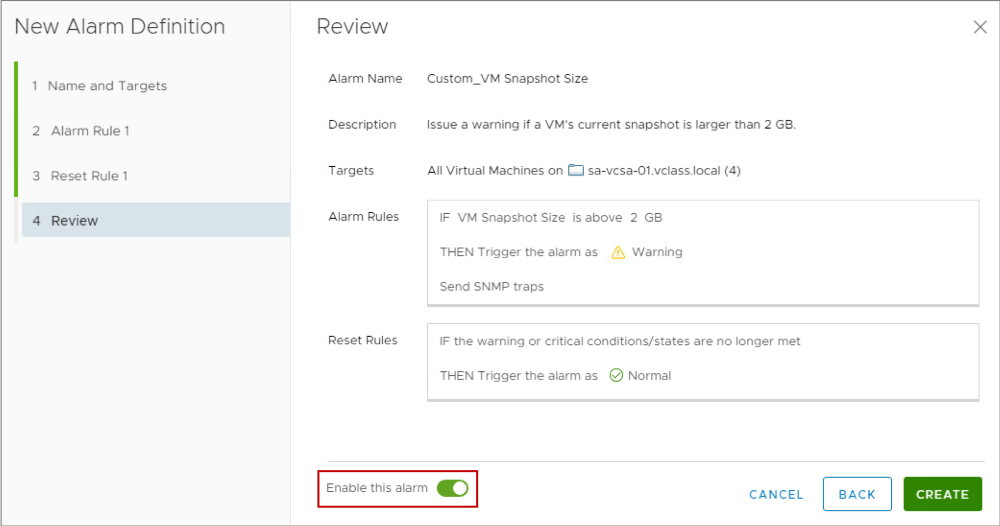 New Alarm Definition
1 Name and Targets
2 Alarm Rule 1
3 Reset Rule 1
4 Review
Review
Alarm Name Custom_VM Snapshot Size
Description Issue a warning if a VM's current snapshot is larger than 2 GB.
Targets All Virtual Machines on sa-vcsa-01.vclass.local (4)
Alarm Rules IF VM Snapshot Size is above 2 GB
THEN Trigger the alarm as Warning
Send SNMP traps
Reset Rules IF the warning or critical conditions/states are no longer met
THEN Trigger the alarm as Normal
Enable this alarm
CANCEL BACK CREATE